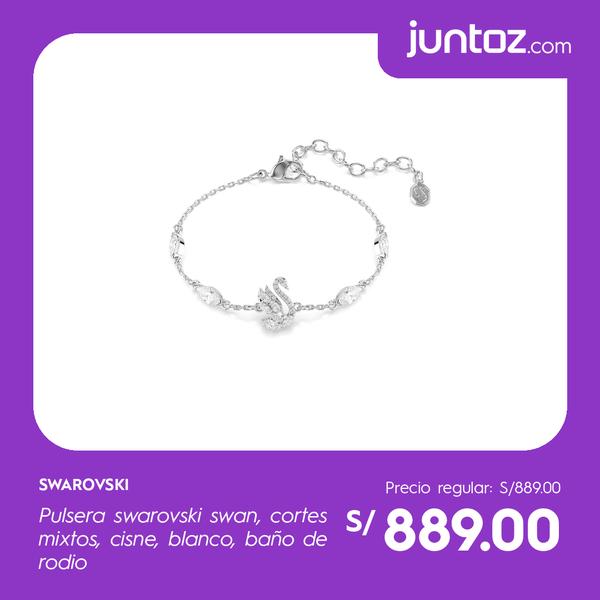 juntoz.com
SWAROVSKI
Pulsera swarovski swan, cortes
mixtos, cisne, blanco, baño de
rodio
Precio regular: S/889.00
S/ 889.00